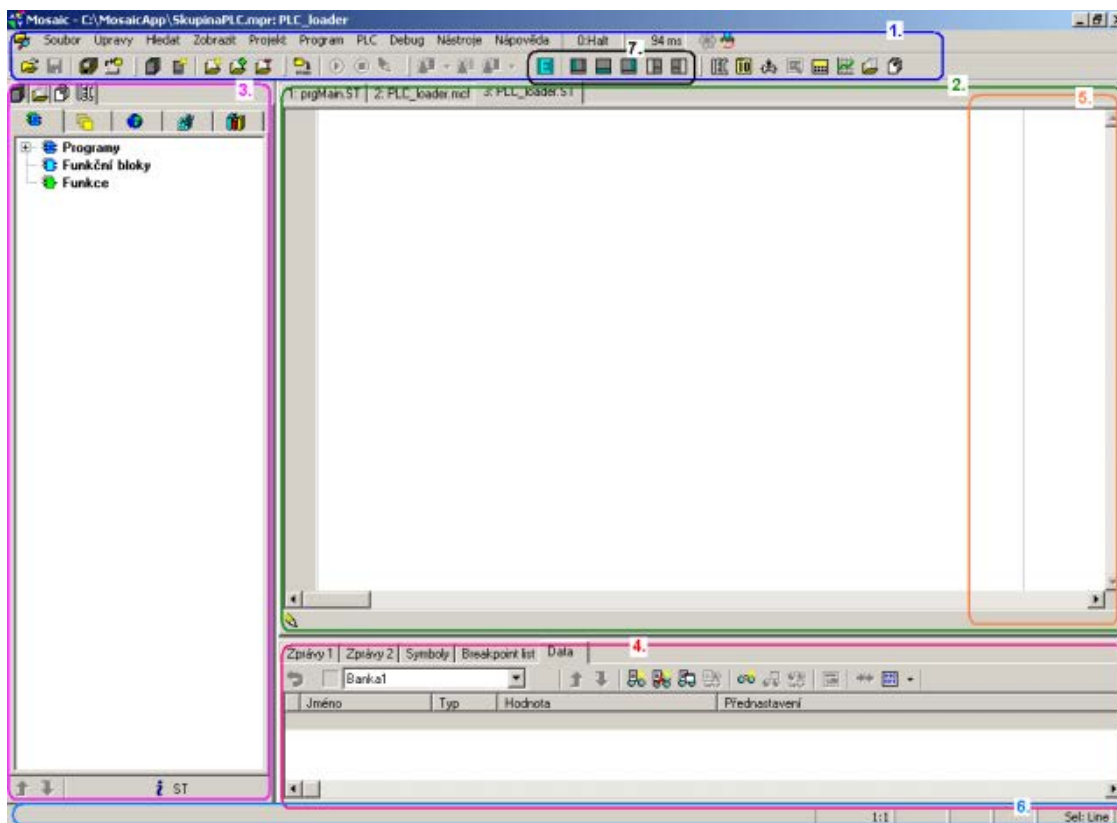 Mosaic - C:\MosaicApp\SkupinaPLC.mpr: PLC_loader
Soubor Úpravy Hledat Zobrazit Projekt Program PLC Debug Nástroje Nápověda 0:Halt 94 ms
1.
7.
3.
1: prgMain.ST 2: PLC_loader.mcf 3: PLC_loader.ST
2.
5.
Programy
Funkční bloky
Funkce
Zprávy 1 Zprávy 2 Symboly Breakpoint list Data
4.
Banka1
Jméno Typ Hodnota Přednastavení
ST
6.
1:1 Sel: Line